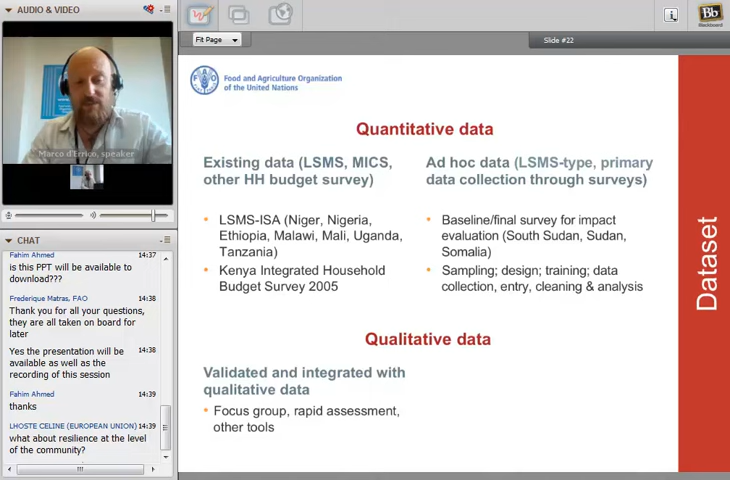 AUDIO & VIDEO
Marco d'Errico, speaker
CHAT
Fahim Ahmed 14:37
is this PPT will be available to
download???
Frederique Matras, FAO 14:38
Thank you for all your questions,
they are all taken on board for
later
Yes the presentation will be 14:38
available as well as the
recording of this session
Fahim Ahmed 14:39
thanks
LHOSTE CELINE (EUROPEAN UNION) 14:39
what about resilience at the level
of the community?
Fit Page
Slide #22
Bb
Blackboard
Food and Agriculture Organization
of the United Nations
Quantitative data
Existing data (LSMS, MICS,
other HH budget survey)
• LSMS-ISA (Niger, Nigeria,
Ethiopia, Malawi, Mali, Uganda,
Tanzania)
• Kenya Integrated Household
Budget Survey 2005
Ad hoc data (LSMS-type, primary
data collection through surveys)
• Baseline/final survey for impact
evaluation (South Sudan, Sudan,
Somalia)
• Sampling; design; training; data
collection, entry, cleaning & analysis
Qualitative data
Validated and integrated with
qualitative data
• Focus group, rapid assessment,
other tools
Dataset